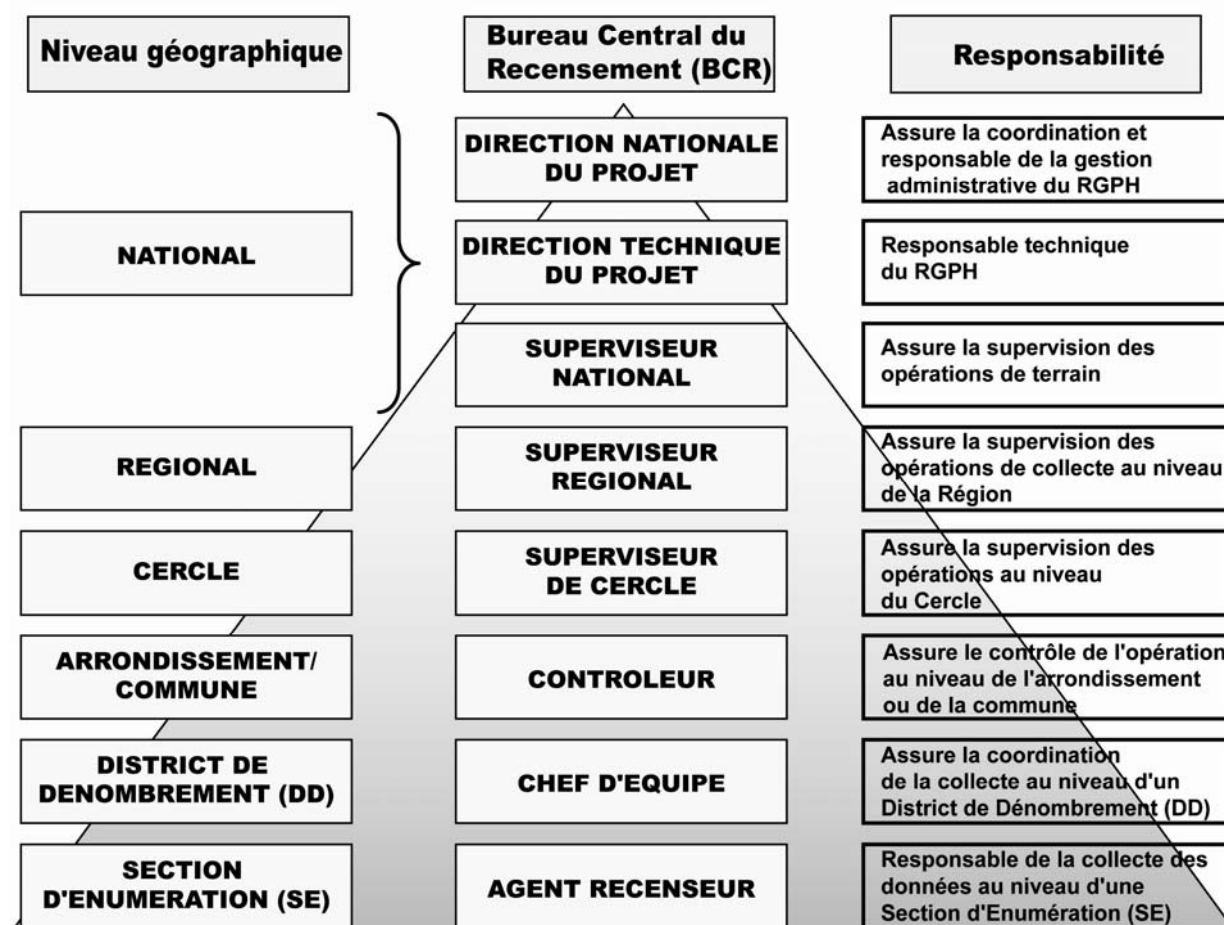 Niveau géographique
Bureau Central du
Recensement (BCR)
Responsabilité
NATIONAL
DIRECTION NATIONALE
DU PROJET
Assure la coordination et
responsable de la gestion
administrative du RGPH
DIRECTION TECHNIQUE
DU PROJET
Responsable technique
du RGPH
SUPERVISEUR
NATIONAL
Assure la supervision des
opérations de terrain
REGIONAL
SUPERVISEUR
REGIONAL
Assure la supervision des
opérations de collecte au niveau
de la Région
CERCLE
SUPERVISEUR
DE CERCLE
Assure la supervision des
opérations au niveau
du Cercle
ARRONDISSEMENT/
COMMUNE
CONTROLEUR
Assure le contrôle de l'opération
au niveau de l'arrondissement
ou de la commune
DISTRICT DE
DENOMBREMENT (DD)
CHEF D'EQUIPE
Assure la coordination
de la collecte au niveau d'un
District de Dénombrement (DD)
SECTION
D'ENUMERATION (SE)
AGENT RECENSEUR
Responsable de la collecte des
données au niveau d'une
Section d'Enumération (SE)